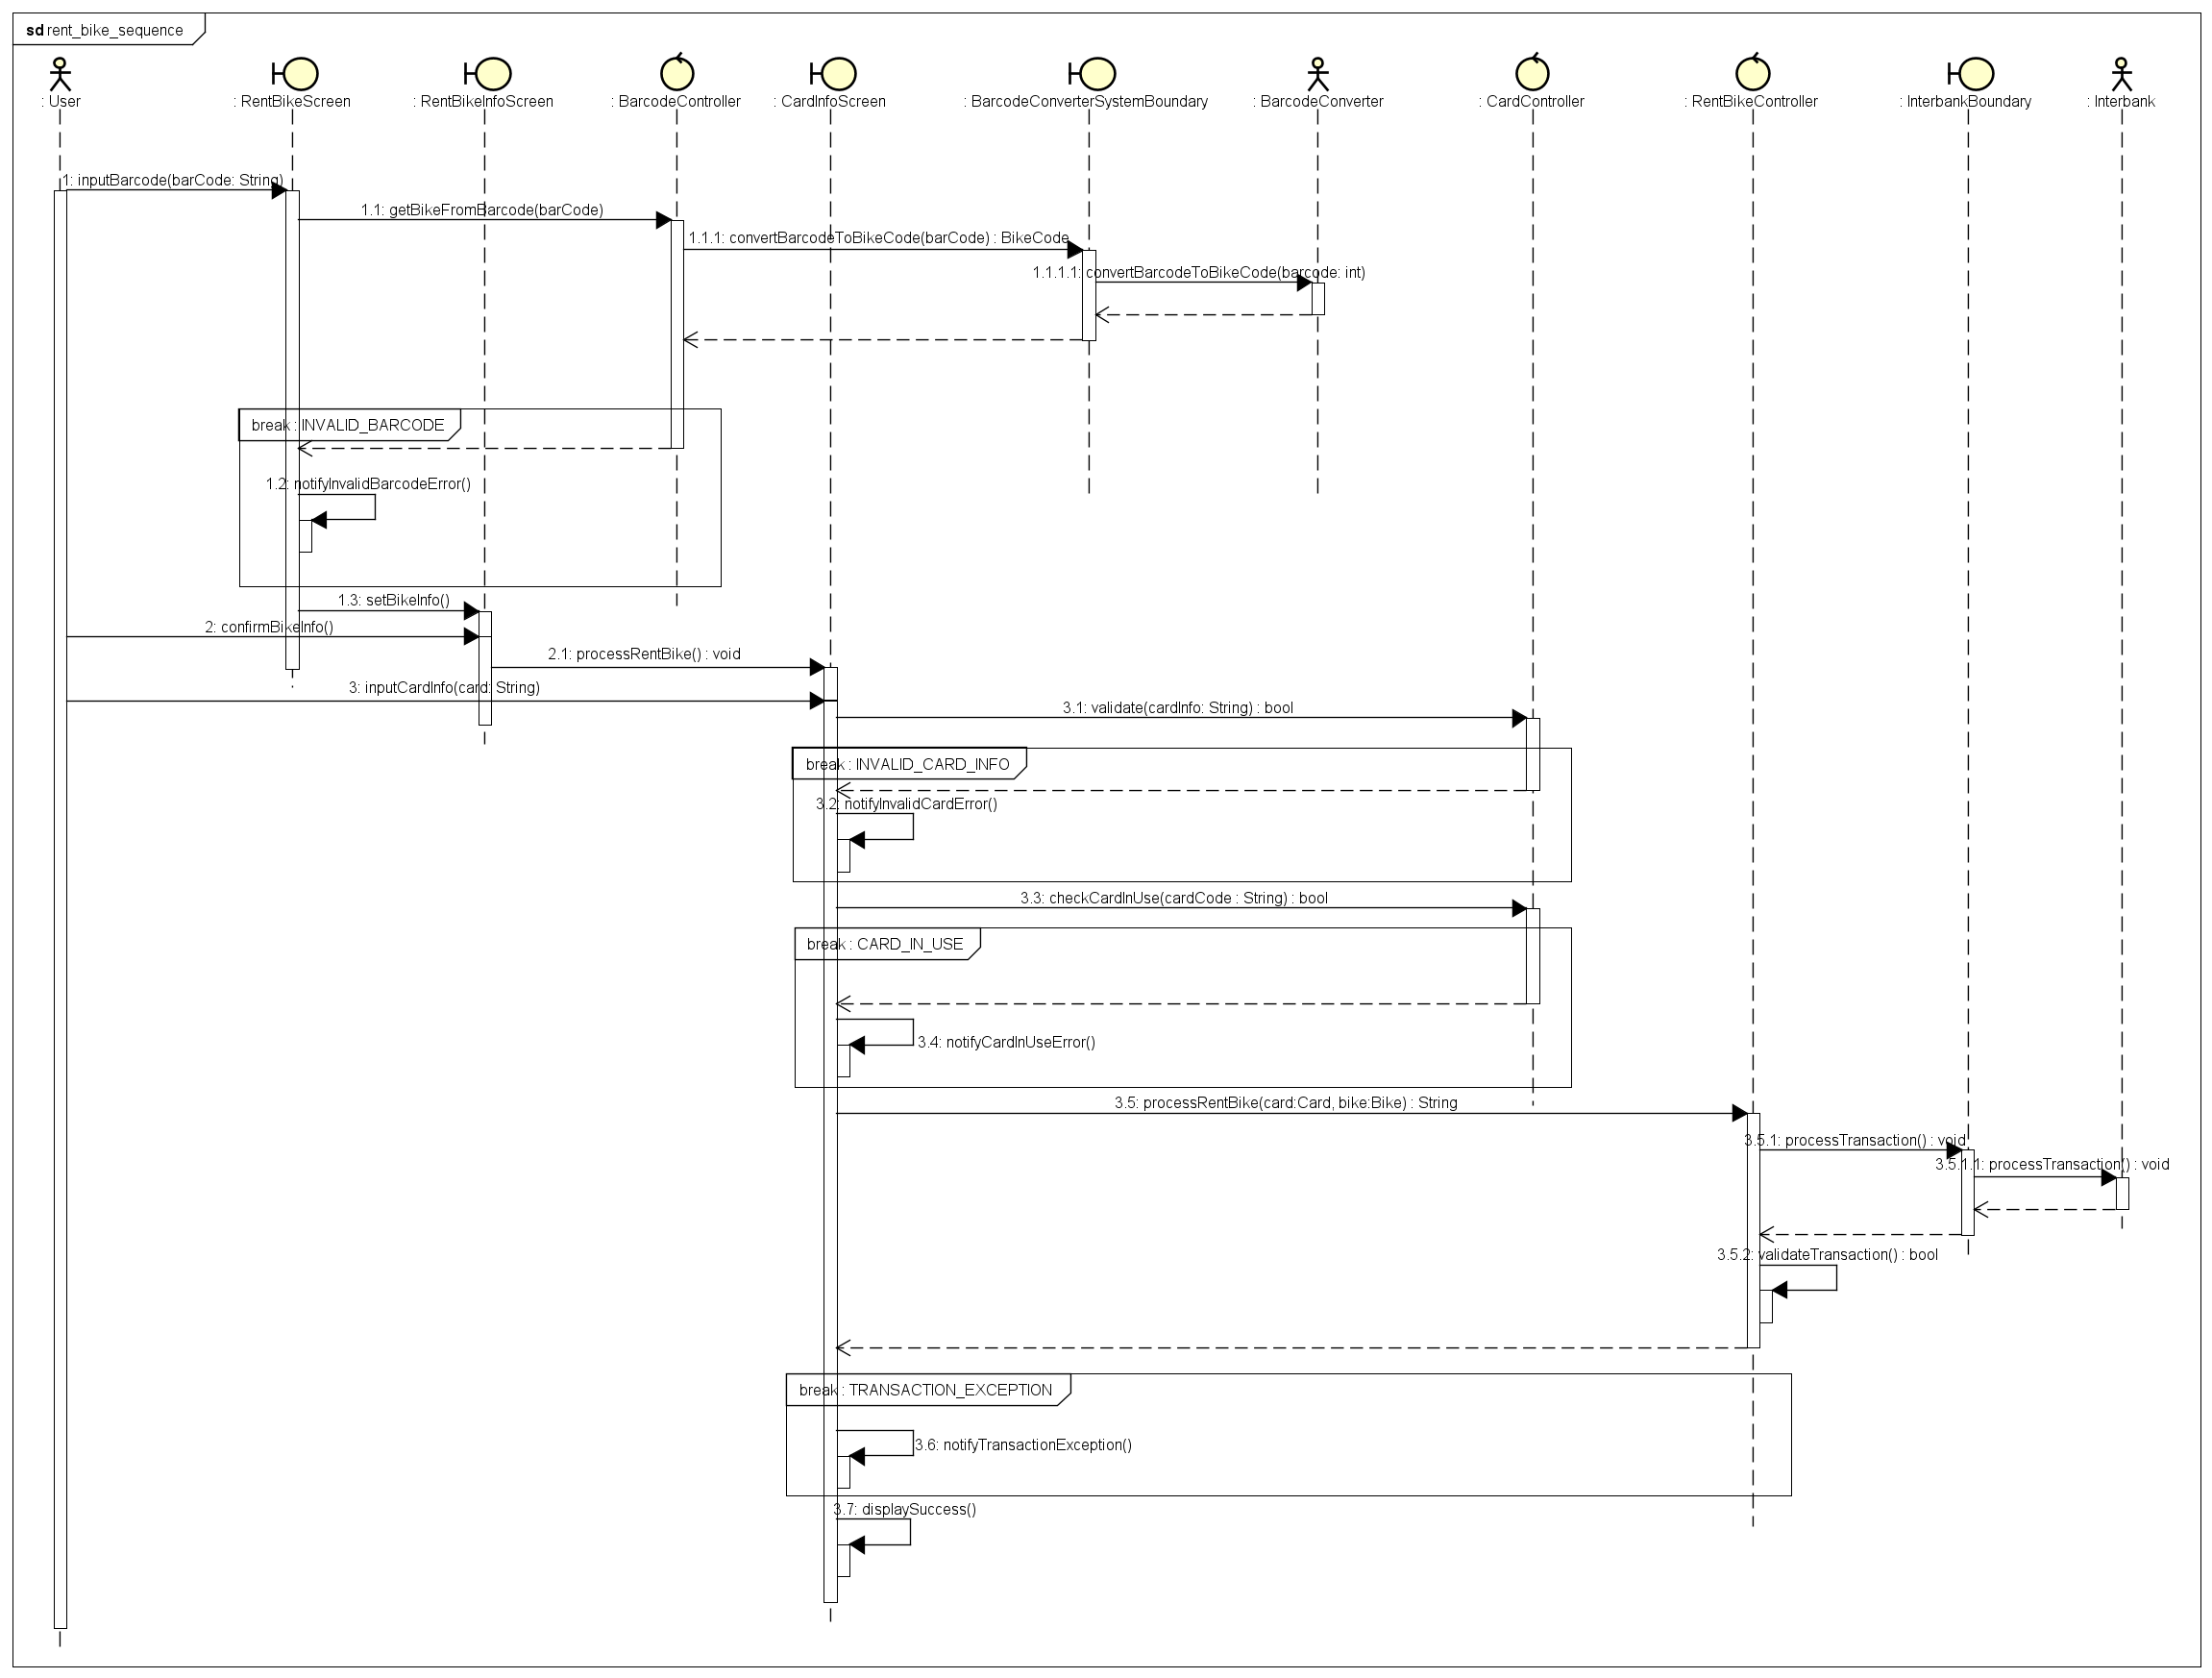 sd rent_bike_sequence
: User
: RentBikeScreen
: RentBikeInfoScreen
: BarcodeController
: CardInfoScreen
: BarcodeConverterSystemBoundary
: BarcodeConverter
: CardController
: RentBikeController
: InterbankBoundary
: Interbank
1: inputBarcode(barCode: String)
1.1: getBikeFromBarcode(barCode)
1.1.1: convertBarcodeToBikeCode(barCode) : BikeCode
1.1.1.1: convertBarcodeToBikeCode(barcode: int)
break : INVALID_BARCODE
1.2: notifyInvalidBarcodeError()
1.3: setBikeInfo()
2: confirmBikeInfo()
2.1: processRentBike() : void
3: inputCardInfo(card: String)
3.1: validate(cardInfo: String) : bool
break : INVALID_CARD_INFO
3.2: notifyInvalidCardError()
3.3: checkCardInUse(cardCode : String) : bool
break : CARD_IN_USE
3.4: notifyCardInUseError()
3.5: processRentBike(card:Card, bike:Bike) : String
3.5.1: processTransaction() : void
3.5.1.1: processTransaction() : void
3.5.2: validateTransaction() : bool
break : TRANSACTION_EXCEPTION
3.6: notifyTransactionException()
3.7: displaySuccess()